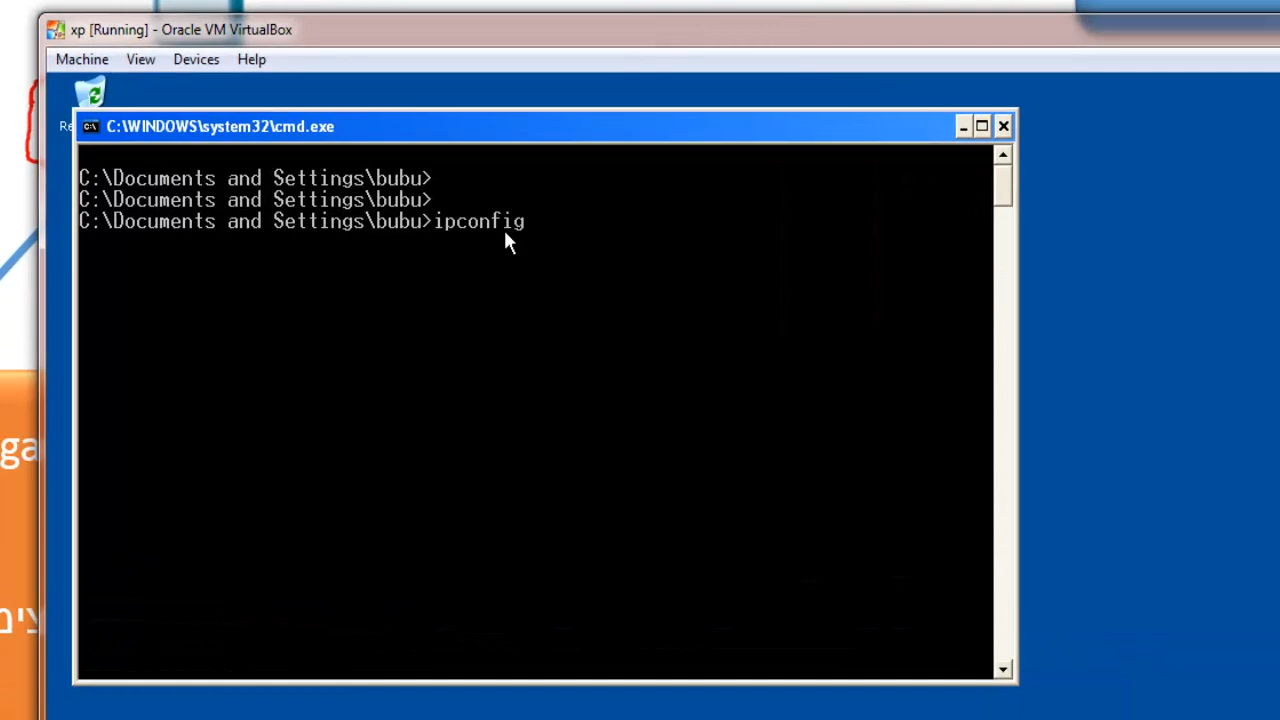 xp [Running] - Oracle VM VirtualBox
Machine View Devices Help
C:\WINDOWS\system32\cmd.exe
C:\Documents and Settings\bubu>
C:\Documents and Settings\bubu>
C:\Documents and Settings\bubu>ipconfig